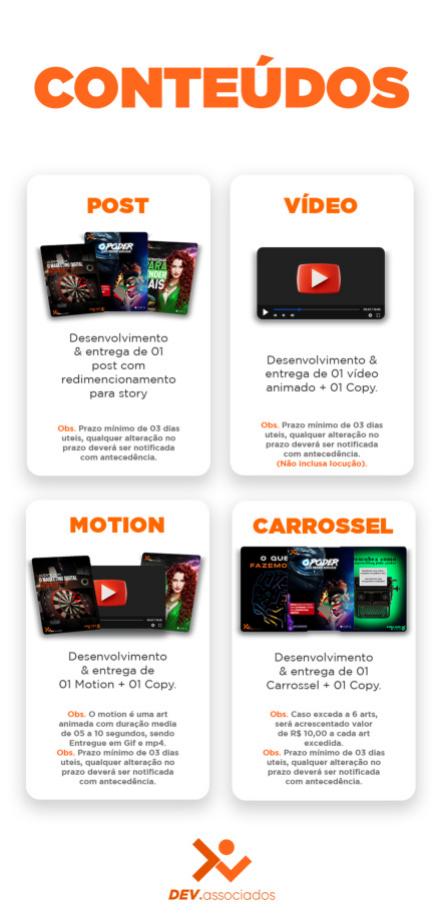 CONTEÚDOS
POST
O PODER
Desenvolvimento
& entrega de 01
post com
redimencionamento
para story
Obs. Prazo mínimo de 03 dias
uteis, qualquer alteração no
prazo deverá ser notificada
com antecedência.
VÍDEO
Desenvolvimento &
entrega de 01 vídeo
animado + 01 Copy.
Obs. Prazo mínimo de 03 dias
uteis, qualquer alteração no
prazo deverá ser notificada
com antecedência.
(Não inclusa locução).
MOTION
Desenvolvimento
& entrega de
01 Motion + 01 Copy.
Obs. O motion é uma art
animada com duração media
de 05 a 10 segundos, sendo
Entregue em Gif e mp4.
Obs. Prazo mínimo de 03 dias
uteis, qualquer alteração no
prazo deverá ser notificada
com antecedência.
CARROSSEL
O QUE
FAZEMO
O PODER
Desenvolvimento
& entrega de 01
Carrossel + 01 Copy.
Obs. Caso exceda a 6 arts,
será acrescentado valor
de R$ 10,00 a cada art
excedida.
Obs. Prazo mínimo de 03 dias
uteis, qualquer alteração no
prazo deverá ser notificada
com antecedência.
DEV.associados